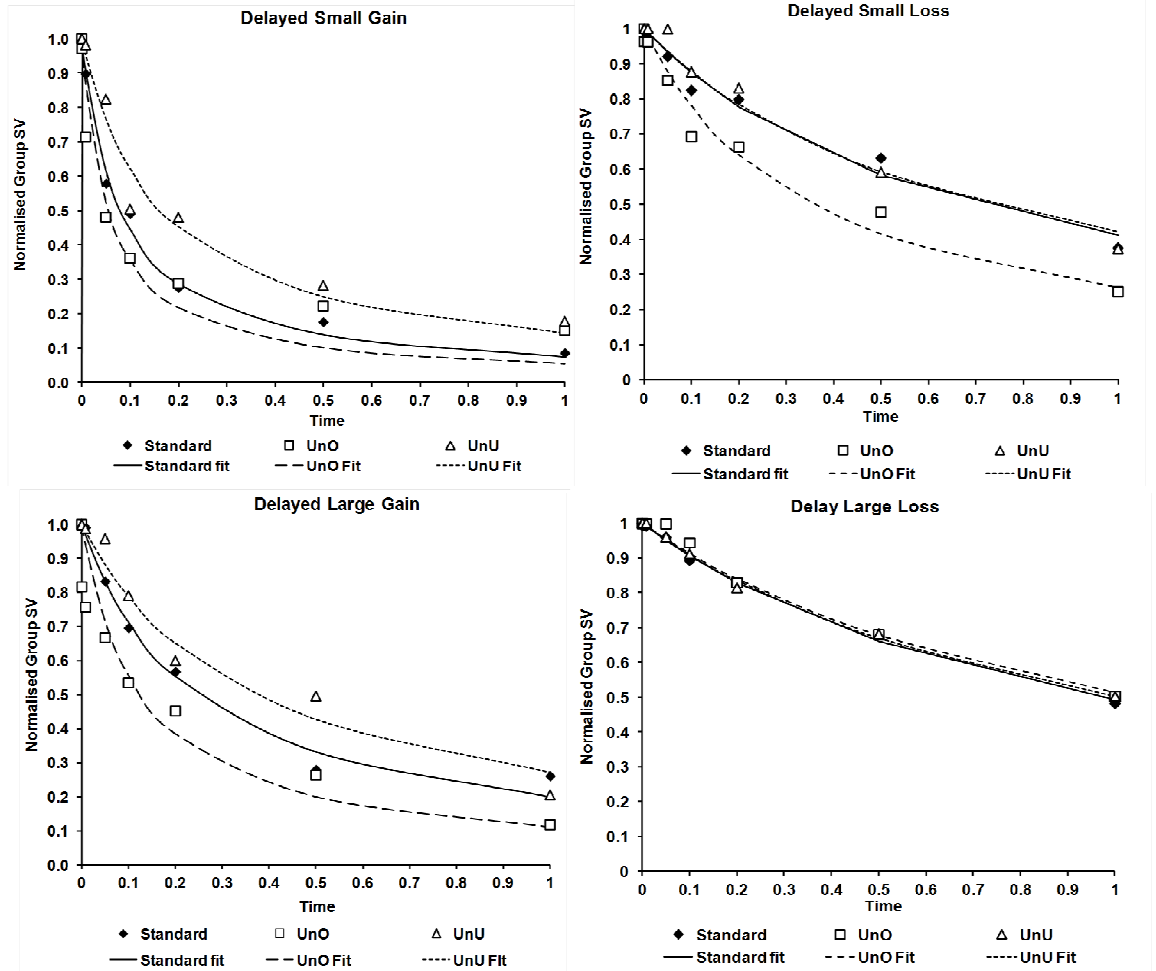 Delayed Small Gain
Normalised Group SV
1.0
0.9
0.8
0.7
0.6
0.5
0.4
0.3
0.2
0.1
0.0
0 0.1 0.2 0.3 0.4 0.5 0.6 0.7 0.8 0.9 1
Time
Standard UnO UnU
Standard fit UnO Fit UnU Fit
Delayed Small Loss
Normalised Group SV
1
0.9
0.8
0.7
0.6
0.5
0.4
0.3
0.2
0.1
0
0 0.1 0.2 0.3 0.4 0.5 0.6 0.7 0.8 0.9 1
Time
Standard UnO UnU
Standard fit UnO Fit UnU Fit
Delayed Large Gain
Normalised Group SV
1.0
0.9
0.8
0.7
0.6
0.5
0.4
0.3
0.2
0.1
0.0
0 0.1 0.2 0.3 0.4 0.5 0.6 0.7 0.8 0.9 1
Time
Standard UnO UnU
Standard fit UnO Fit UnU Fit
Delay Large Loss
Normalised Group SV
1
0.9
0.8
0.7
0.6
0.5
0.4
0.3
0.2
0.1
0
0 0.1 0.2 0.3 0.4 0.5 0.6 0.7 0.8 0.9 1
Time
Standard UnO UnU
Standard fit UnO Fit UnU Fit